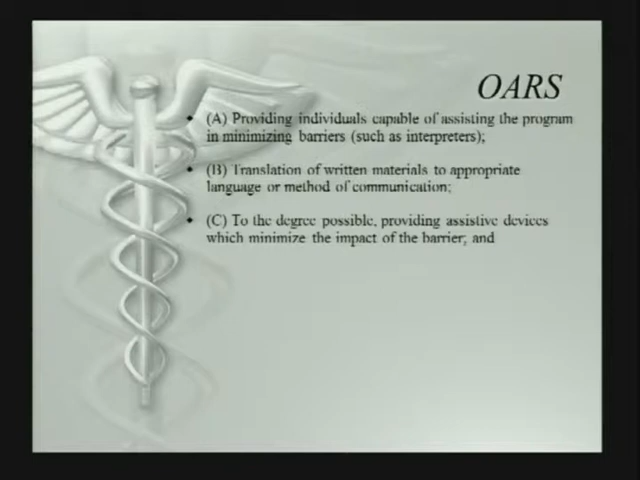 OARS
(A) Providing individuals capable of assisting the program
in minimizing barriers (such as interpreters);
(B) Translation of written materials to appropriate
language or method of communication;
(C) To the degree possible, providing assistive devices
which minimize the impact of the barrier; and